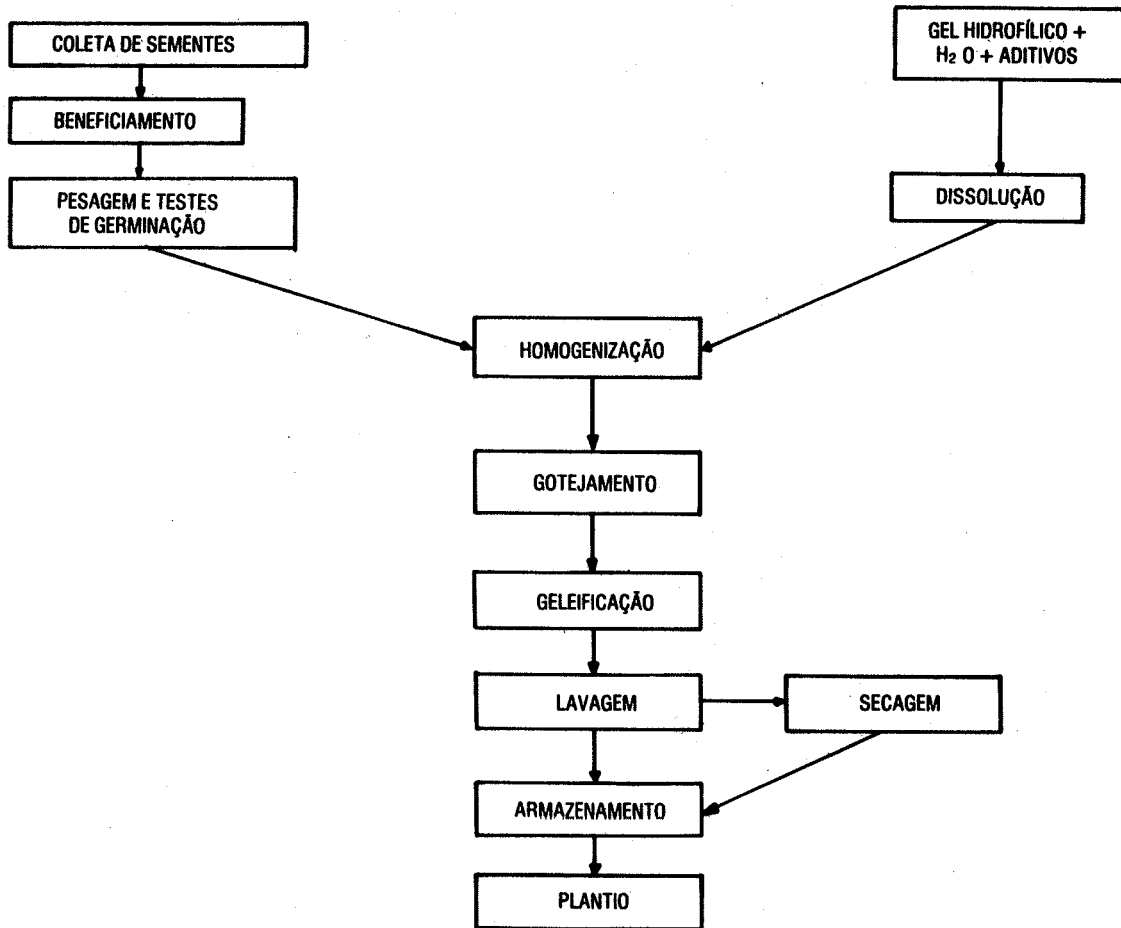 COLETA DE SEMENTES
BENEFICIAMENTO
PESAGEM E TESTES
DE GERMINAÇÃO
GEL HIDROFÍLICO +
H₂ O + ADITIVOS
DISSOLUÇÃO
HOMOGENIZAÇÃO
GOTEJAMENTO
GELEIFICAÇÃO
LAVAGEM
SECAGEM
ARMAZENAMENTO
PLANTIO